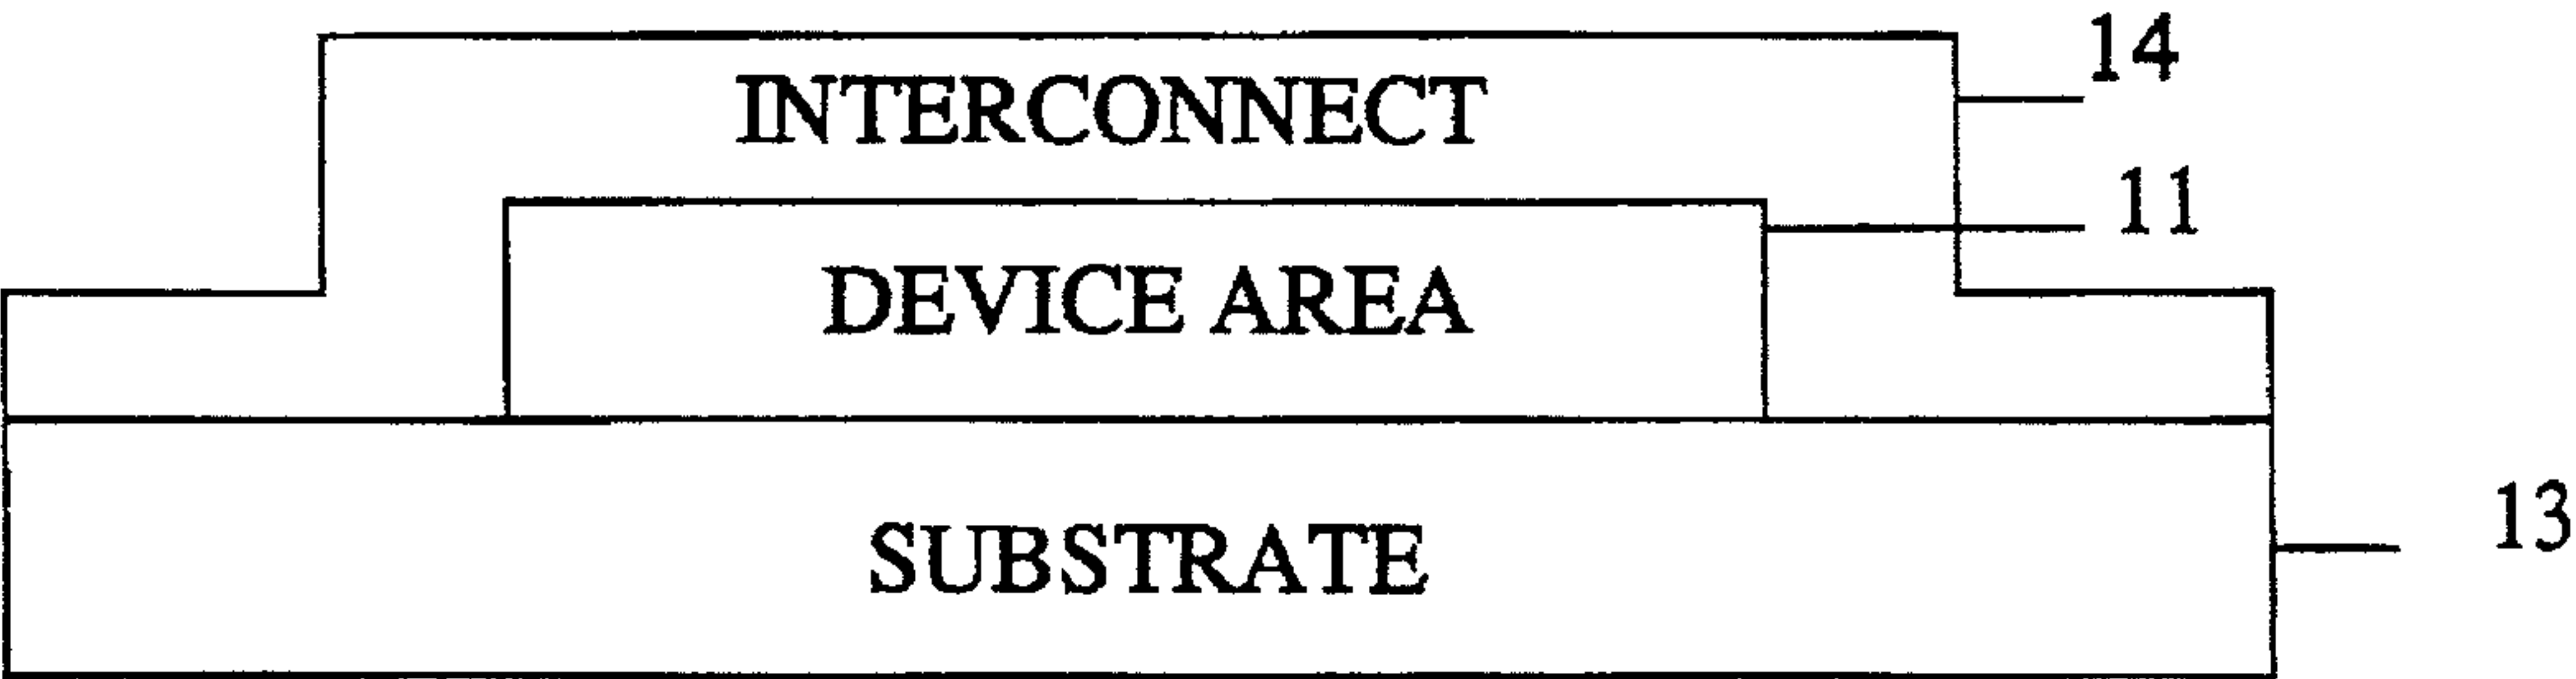 14
INTERCONNECT
11
DEVICE AREA
13
SUBSTRATE